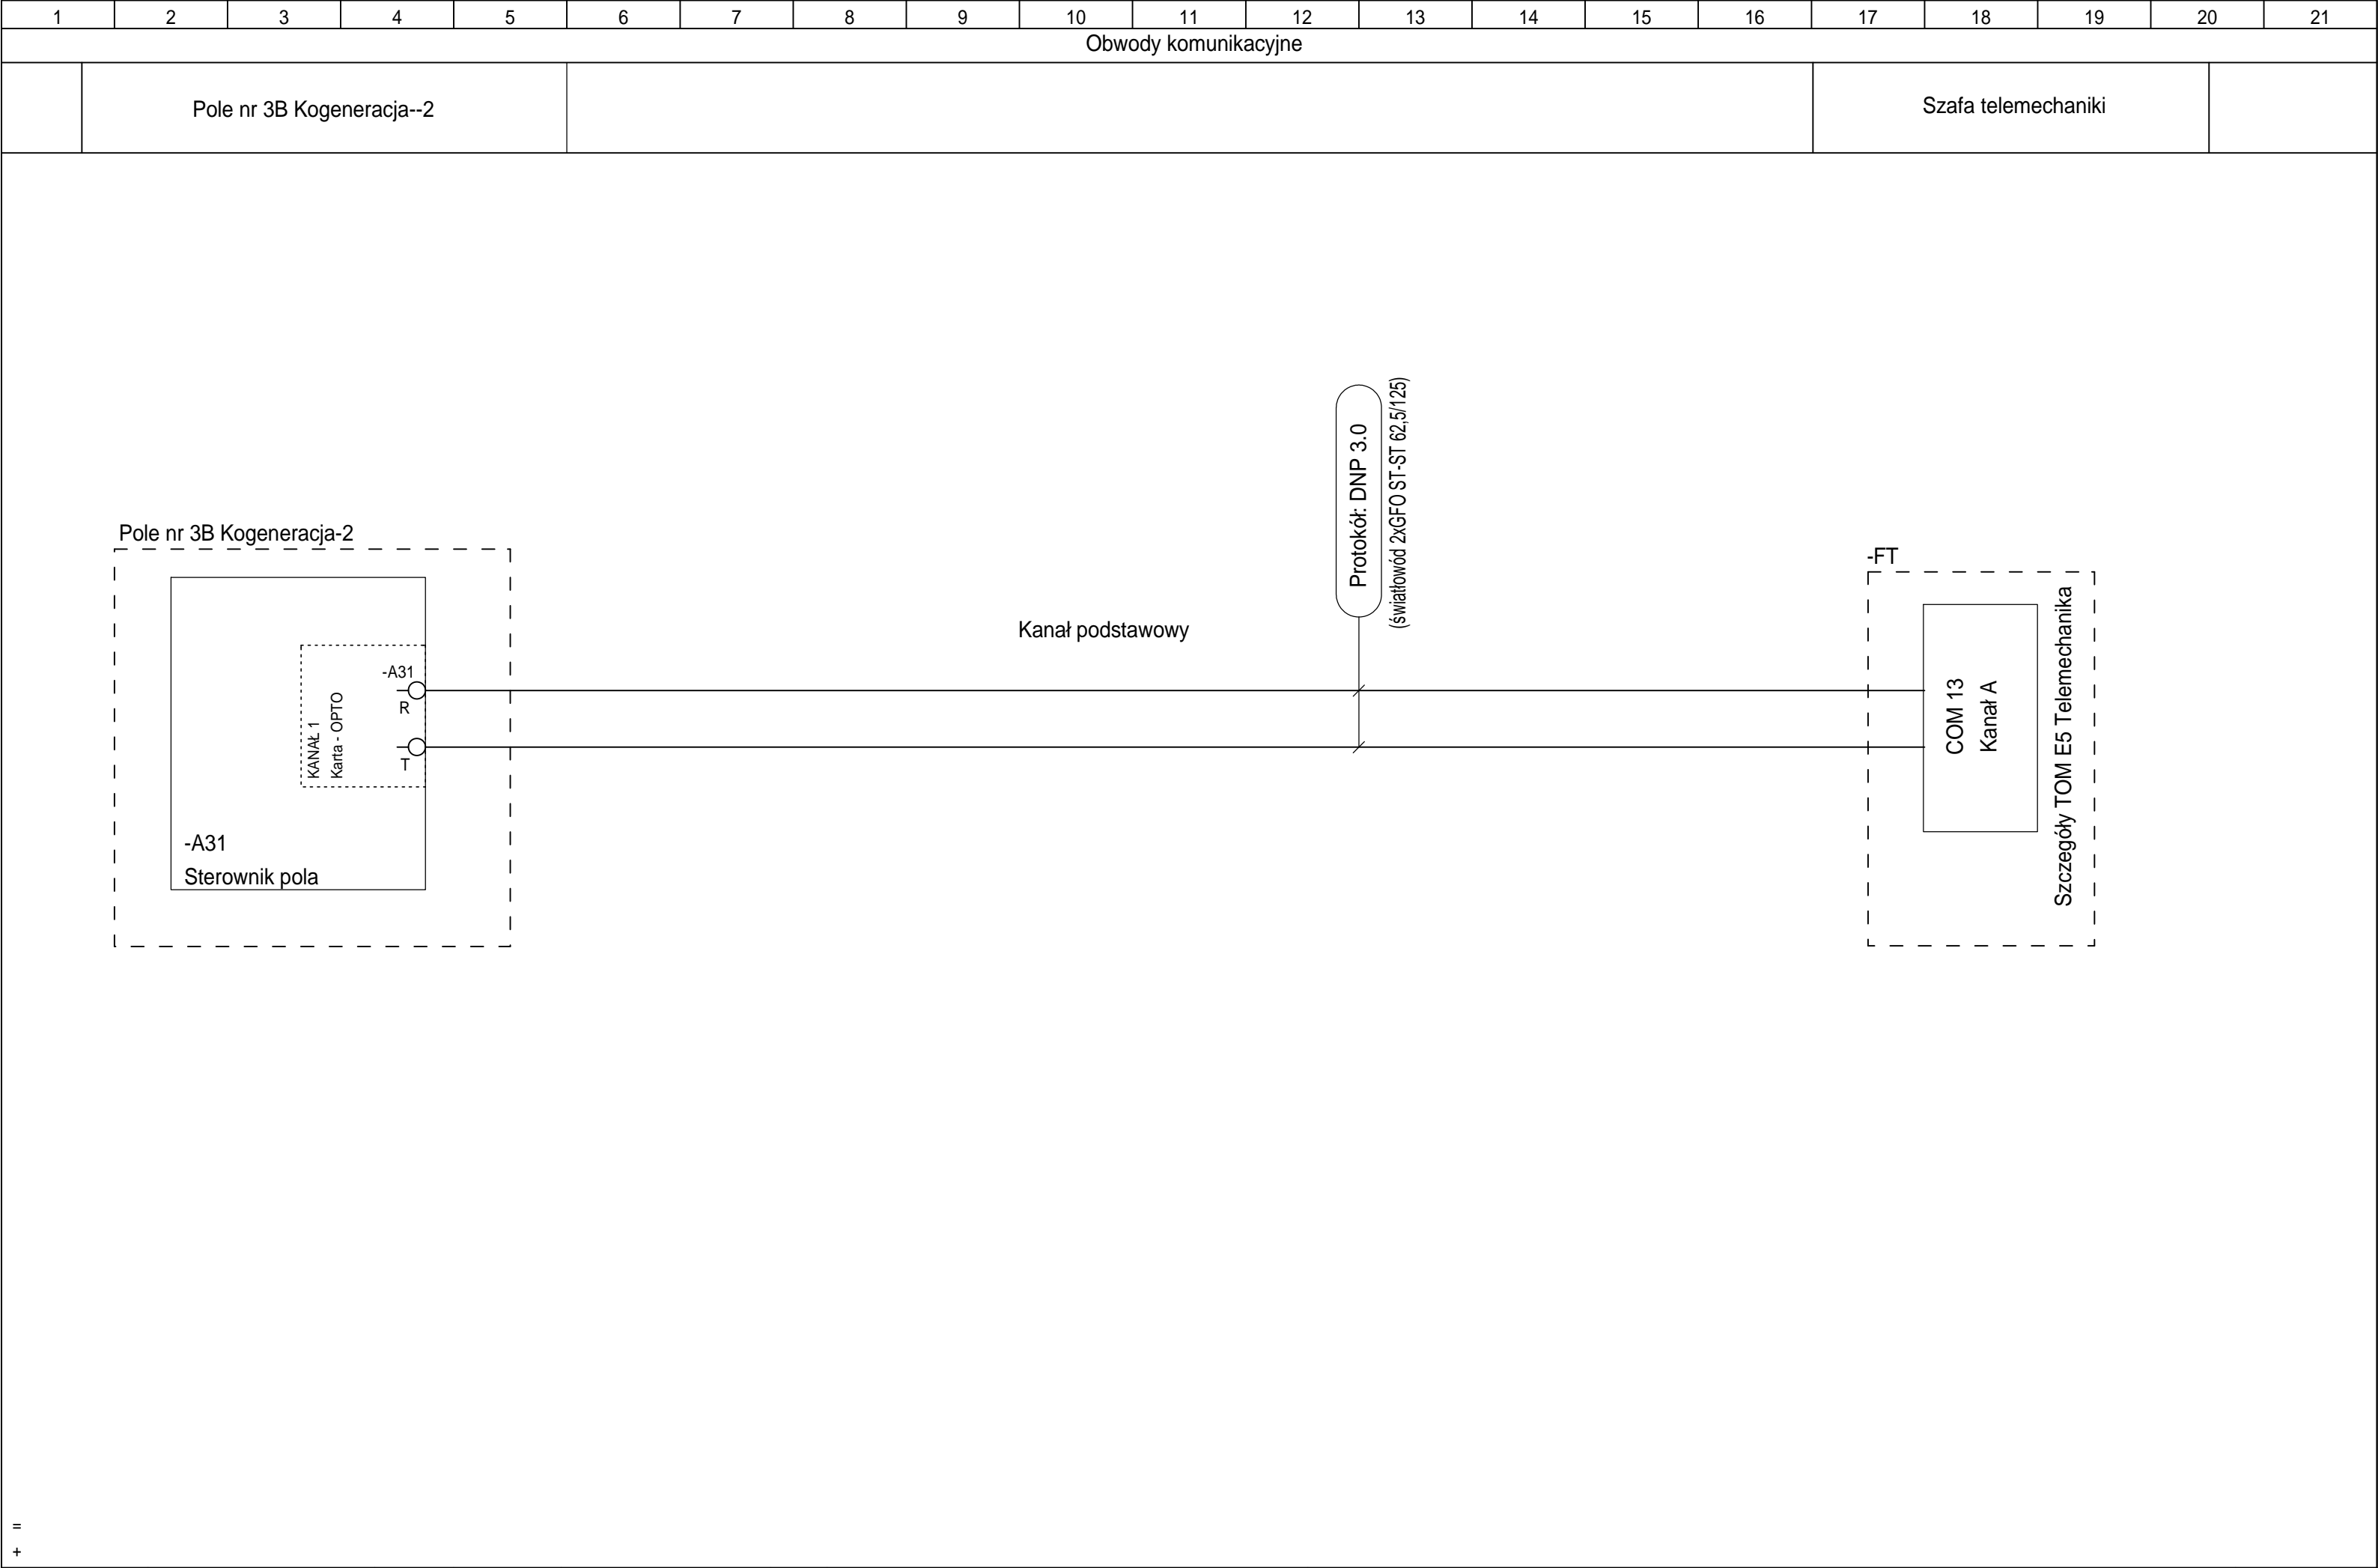 1 2 3 4 5 6 7 8 9 10 11 12 13 14 15 16 17 18 19 20 21
Obwody komunikacyjne
Pole nr 3B Kogeneracja--2
Szafa telemechaniki
Protokół: DNP 3.0
(światłowód 2xGFO ST-ST 62,5/125)
Pole nr 3B Kogeneracja-2
-FT
Kanał podstawowy
-A31
R
T
KANAŁ 1
Karta - OPTO
-A31
Sterownik pola
COM 13
Kanał A
Szczegóły TOM E5 Telemechanika
=
+